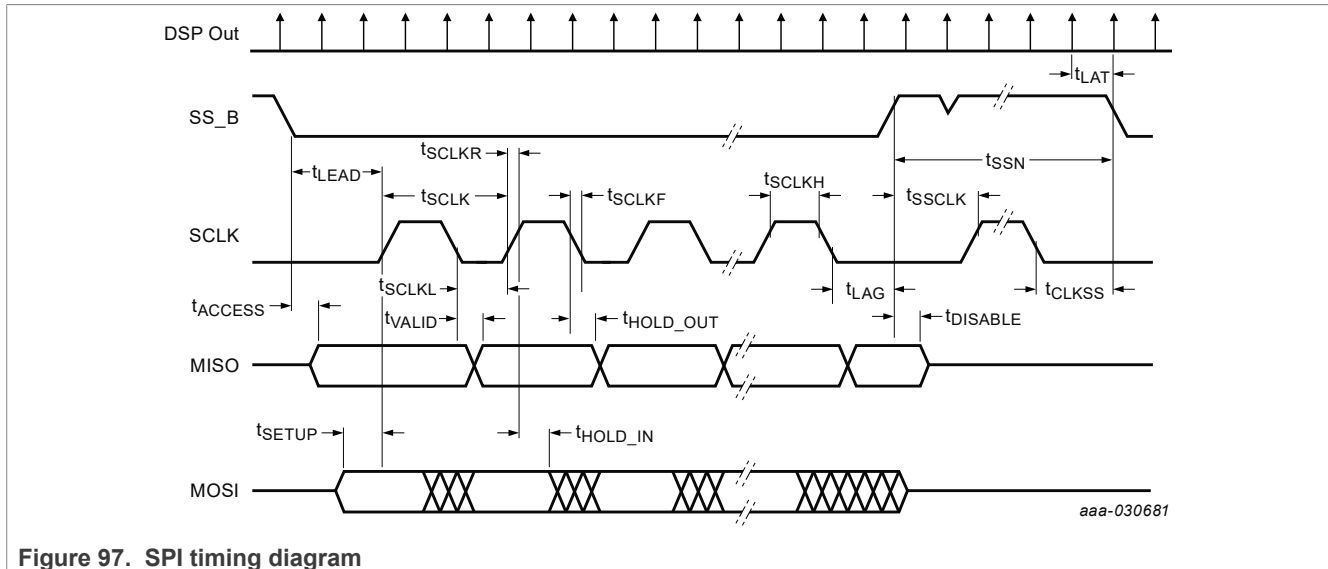 DSP Out
tLAT
SS_B
tSCLKR
tSSN
tLEAD
tSCLK
tSCLKF
tSCLKH
tSSCLK
SCLK
tSCLKL
tLAG
tCLKSS
tACCESS
tVALID
tHOLD_OUT
tDISABLE
MISO
tSETUP
tHOLD_IN
MOSI
aaa-030681
Figure 97. SPI timing diagram